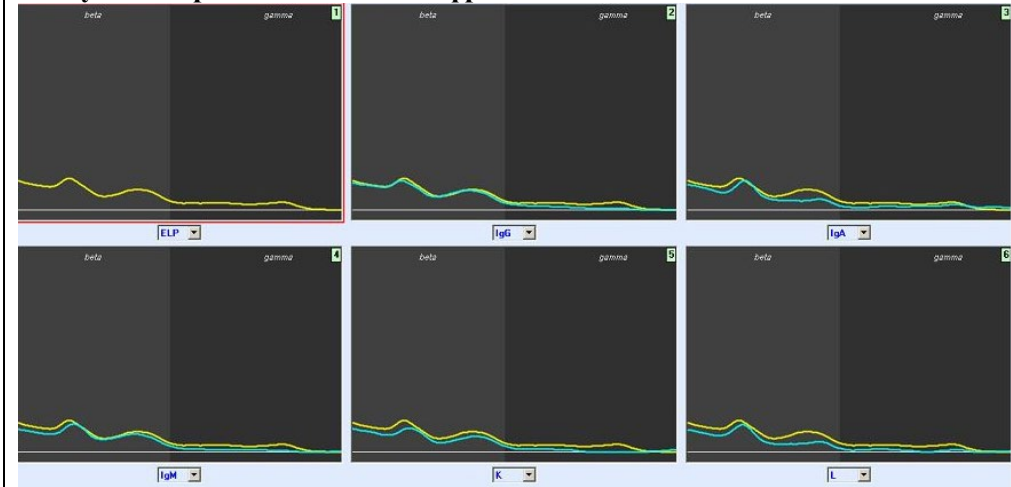 beta gamma 1
beta gamma 2
beta gamma 3
ELP
IgG
IgA
beta gamma 4
beta gamma 5
beta gamma 6
IgM
K
L